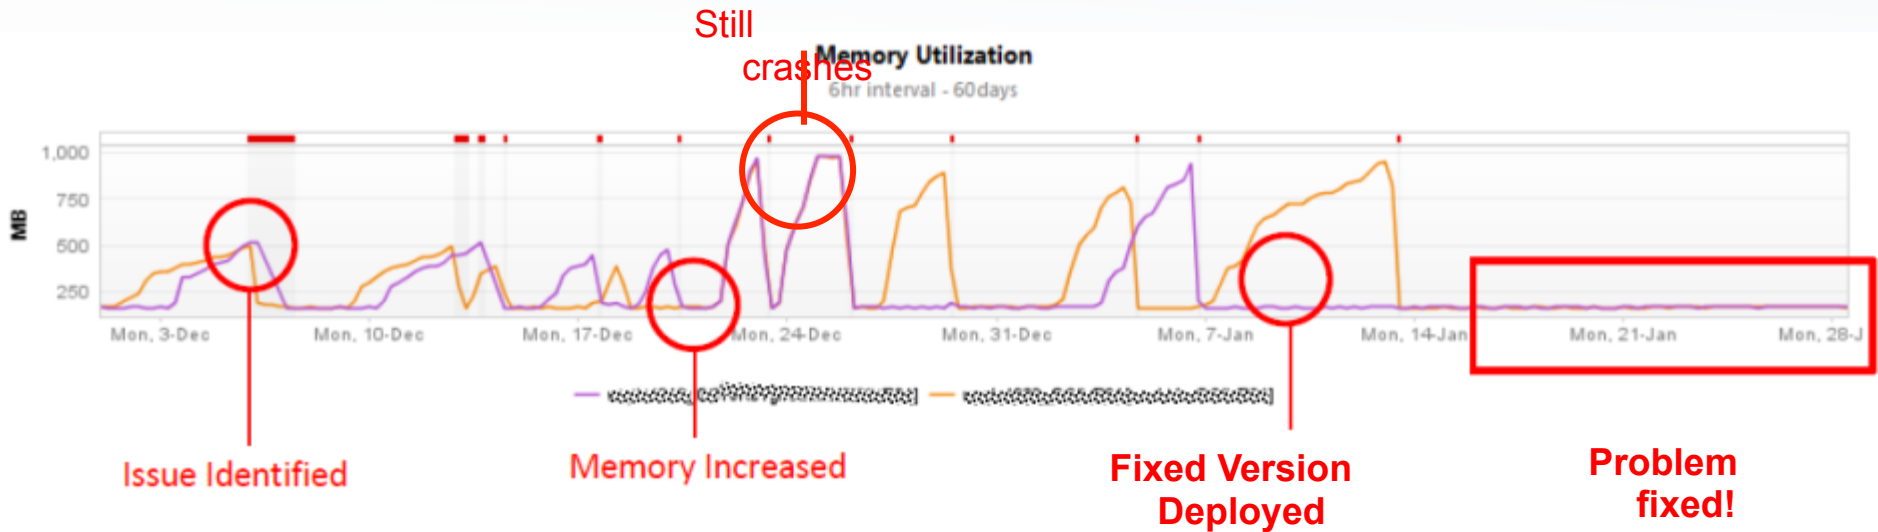 Still
crashes
Memory Utilization
6hr interval - 60days
1,000
750
500
250
MB
Mon, 3-Dec
Mon, 10-Dec
Mon, 17-Dec
Mon, 24-Dec
Mon, 31-Dec
Mon, 7-Jan
Mon, 14-Jan
Mon, 21-Jan
Mon, 28-J
Issue Identified
Memory Increased
Fixed Version
Deployed
Problem
fixed!